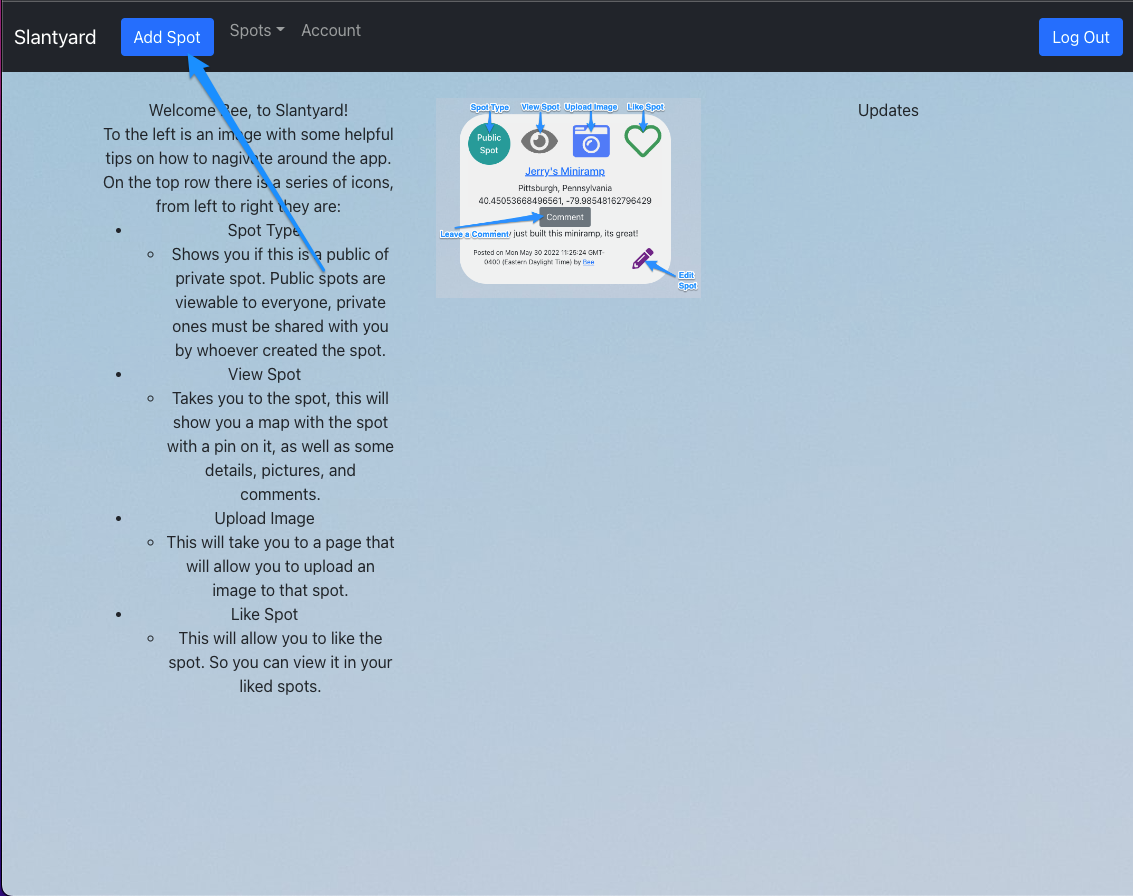 Slantyard Add Spot Spots Account Log Out
Welcome Bee, to Slantyard!
To the left is an image with some helpful
tips on how to nagivate around the app.
On the top row there is a series of icons,
from left to right they are:
• Spot Type
◦ Shows you if this is a public of
private spot. Public spots are
viewable to everyone, private
ones must be shared with you
by whoever created the spot.
• View Spot
◦ Takes you to the spot, this will
show you a map with the spot
with a pin on it, as well as some
details, pictures, and
comments.
• Upload Image
◦ This will take you to a page that
will allow you to upload an
image to that spot.
• Like Spot
◦ This will allow you to like the
spot. So you can view it in your
liked spots.
Spot Type View Spot Upload Image Like Spot
Public
Spot
Jerry's Miniramp
Pittsburgh, Pennsylvania
40.45053668496561, -79.98548162796429
Comment
Leave a Comment
just built this miniramp, its great!
Posted on Mon May 30 2022 11:25:24 GMT-
0400 (Eastern Daylight Time) by Bee
Edit
Spot
Updates